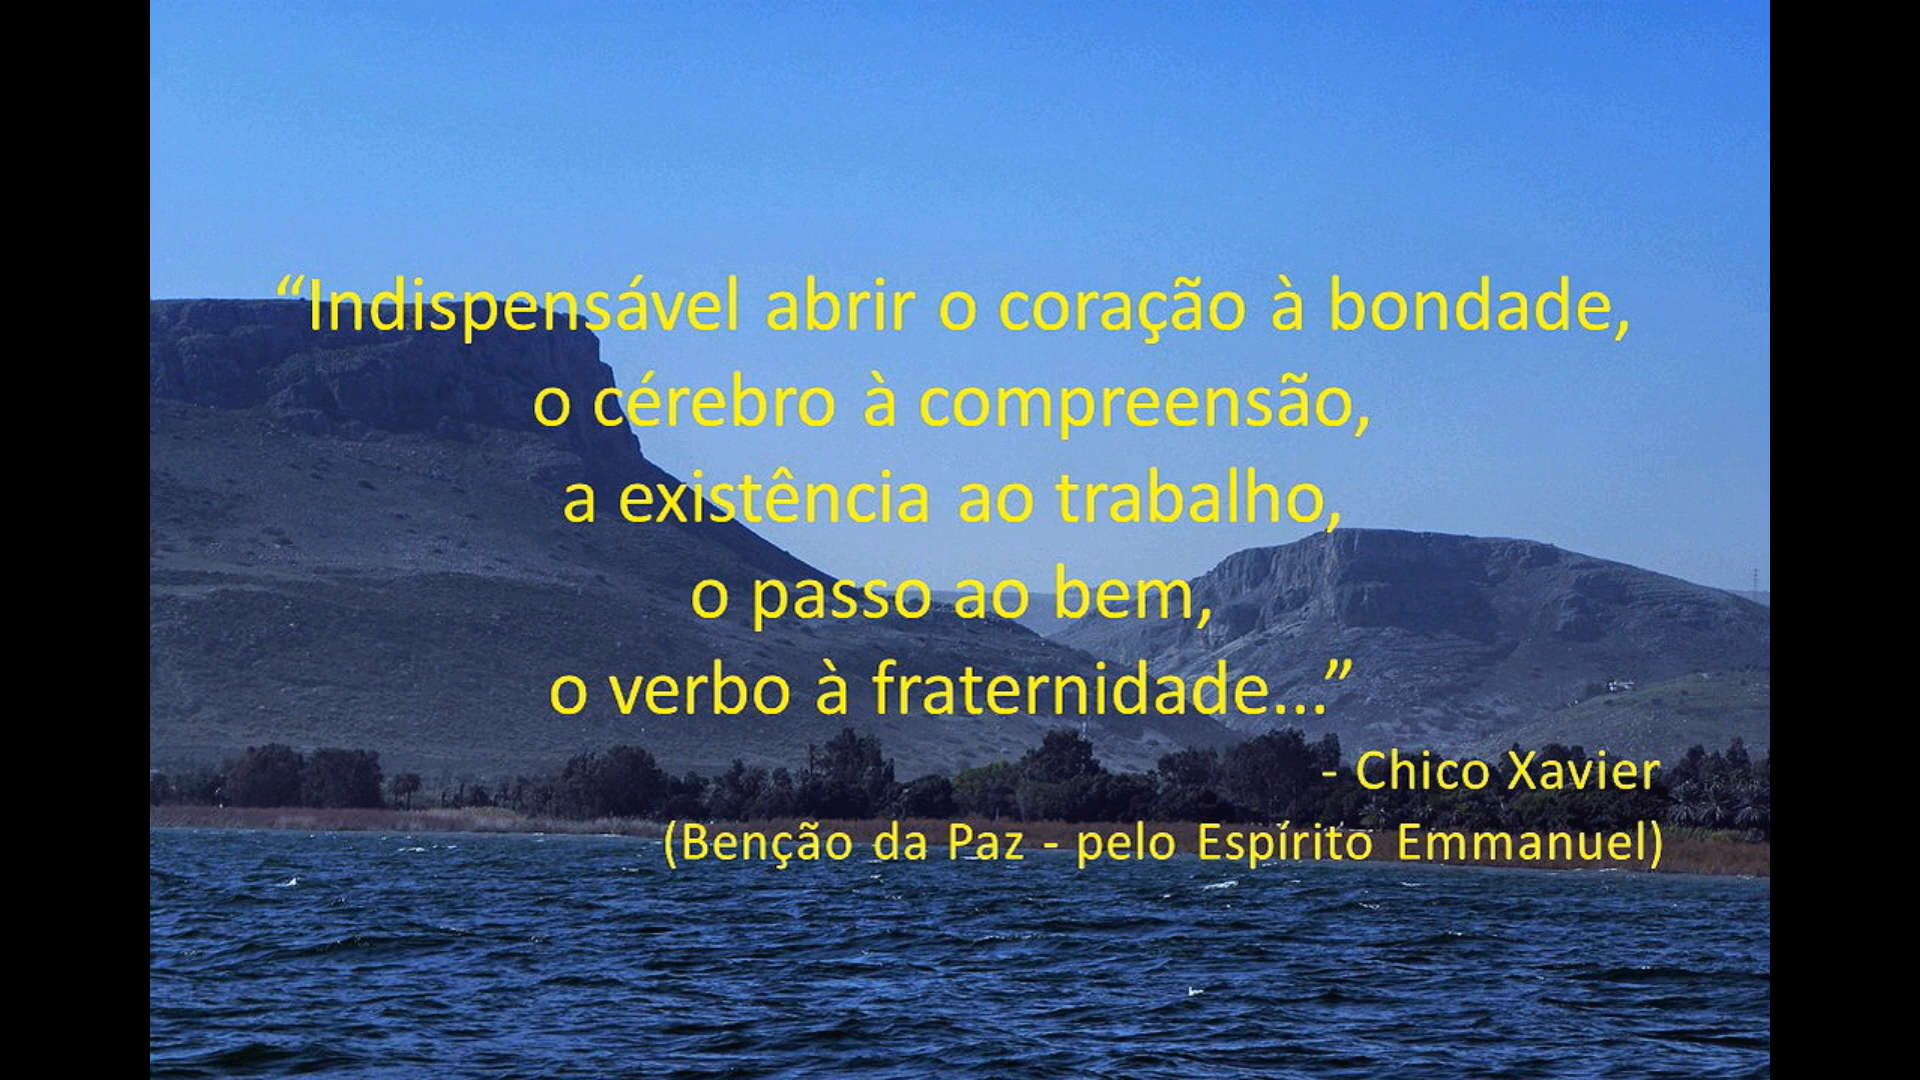 “Indispensável abrir o coração à bondade,
o cérebro à compreensão,
a existência ao trabalho,
o passo ao bem,
o verbo à fraternidade...”
- Chico Xavier
(Benção da Paz - pelo Espírito Emmanuel)